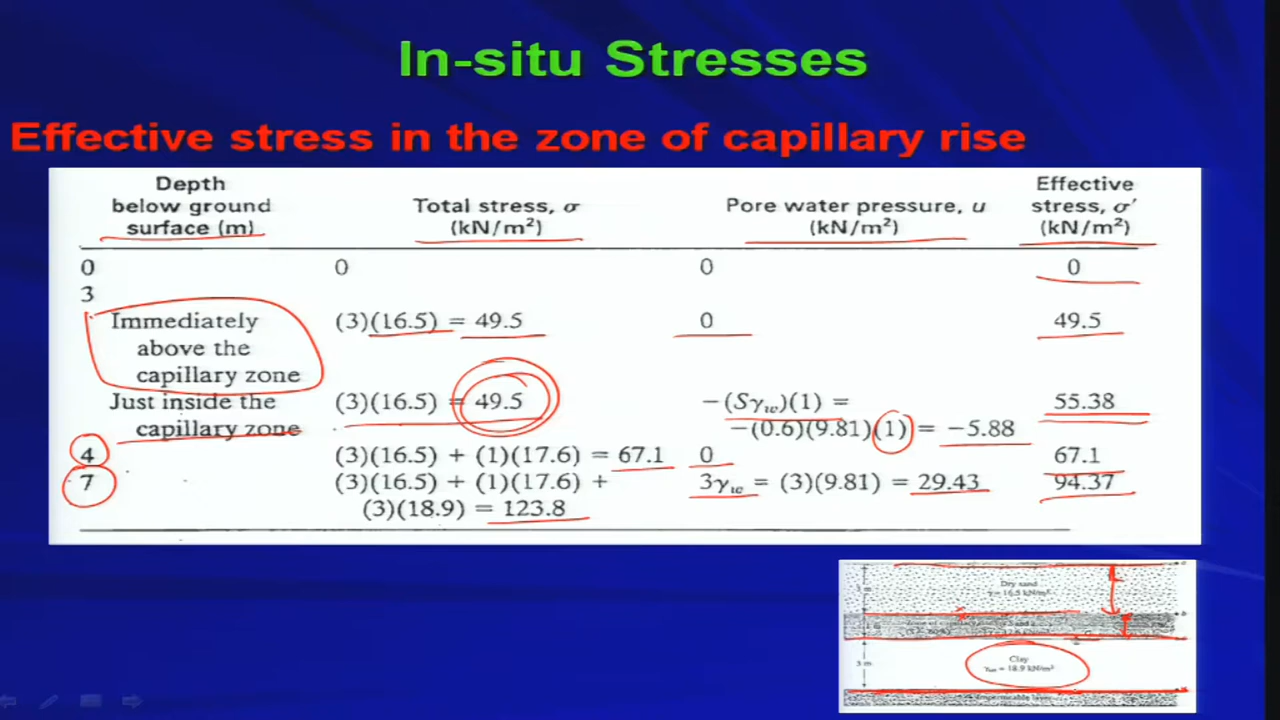 In-situ Stresses
Effective stress in the zone of capillary rise
Depth below ground surface (m)
Total stress, σ (kN/m²)
Pore water pressure, u (kN/m²)
Effective stress, σ′ (kN/m²)
0 0 0 0
3
Immediately above the capillary zone (3)(16.5) = 49.5 0 49.5
Just inside the capillary zone (3)(16.5) = 49.5 −(Sγw)(1) = −(0.6)(9.81)(1) = −5.88 55.38
4 (3)(16.5) + (1)(17.6) = 67.1 0 67.1
7 (3)(16.5) + (1)(17.6) + (3)(18.9) = 123.8 3γw = (3)(9.81) = 29.43 94.37
Dry sand
γ = 16.5 kN/m³
Clay
γsat = 18.9 kN/m³
3 m
Impermeable layer